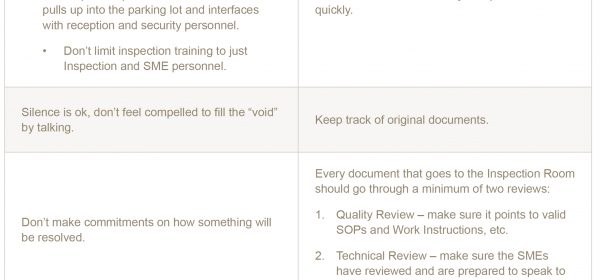 pulls up into the parking lot and interfaces
with reception and security personnel.
• Don’t limit inspection training to just
Inspection and SME personnel.
quickly.
Silence is ok, don’t feel compelled to fill the “void”
by talking.
Keep track of original documents.
Don’t make commitments on how something will
be resolved.
Every document that goes to the Inspection Room
should go through a minimum of two reviews:
1. Quality Review – make sure it points to valid
SOPs and Work Instructions, etc.
2. Technical Review – make sure the SMEs
have reviewed and are prepared to speak to